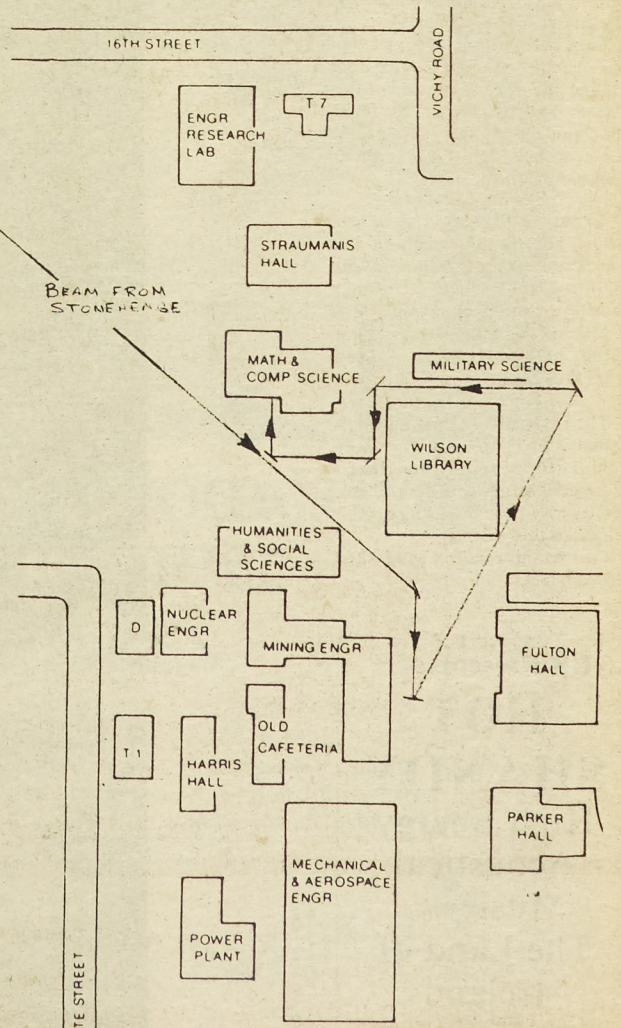 16TH STREET
VICHY ROAD
T 7
ENGR
RESEARCH
LAB
STRAUMANIS
HALL
BEAM FROM
STONEHENGE
MATH &
COMP SCIENCE
MILITARY SCIENCE
WILSON
LIBRARY
HUMANITIES
& SOCIAL
SCIENCES
D
NUCLEAR
ENGR
MINING ENGR
FULTON
HALL
T 1
HARRIS
HALL
OLD
CAFETERIA
PARKER
HALL
MECHANICAL
& AEROSPACE
ENGR
POWER
PLANT
TE STREET